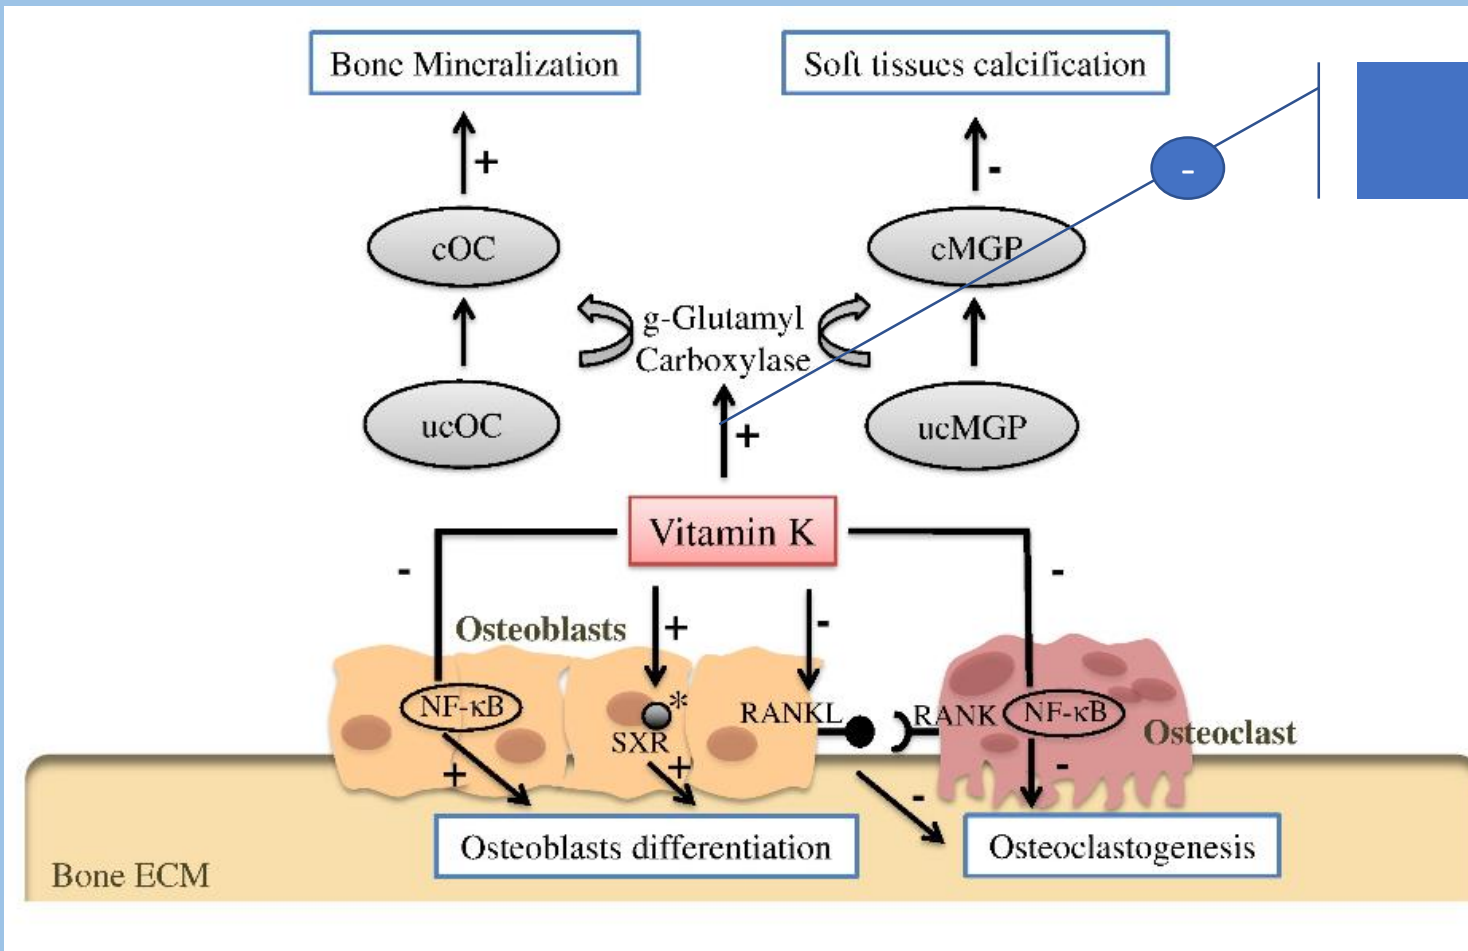 Bone Mineralization
Soft tissues calcification
+
-
-
cOC
cMGP
g-Glutamyl
Carboxylase
ucOC
ucMGP
+
Vitamin K
-
-
Osteoblasts
+
-
NF-κB
*
SXR
RANKL
RANK
NF-κB
Osteoclast
+
+
-
-
Osteoblasts differentiation
Osteoclastogenesis
Bone ECM